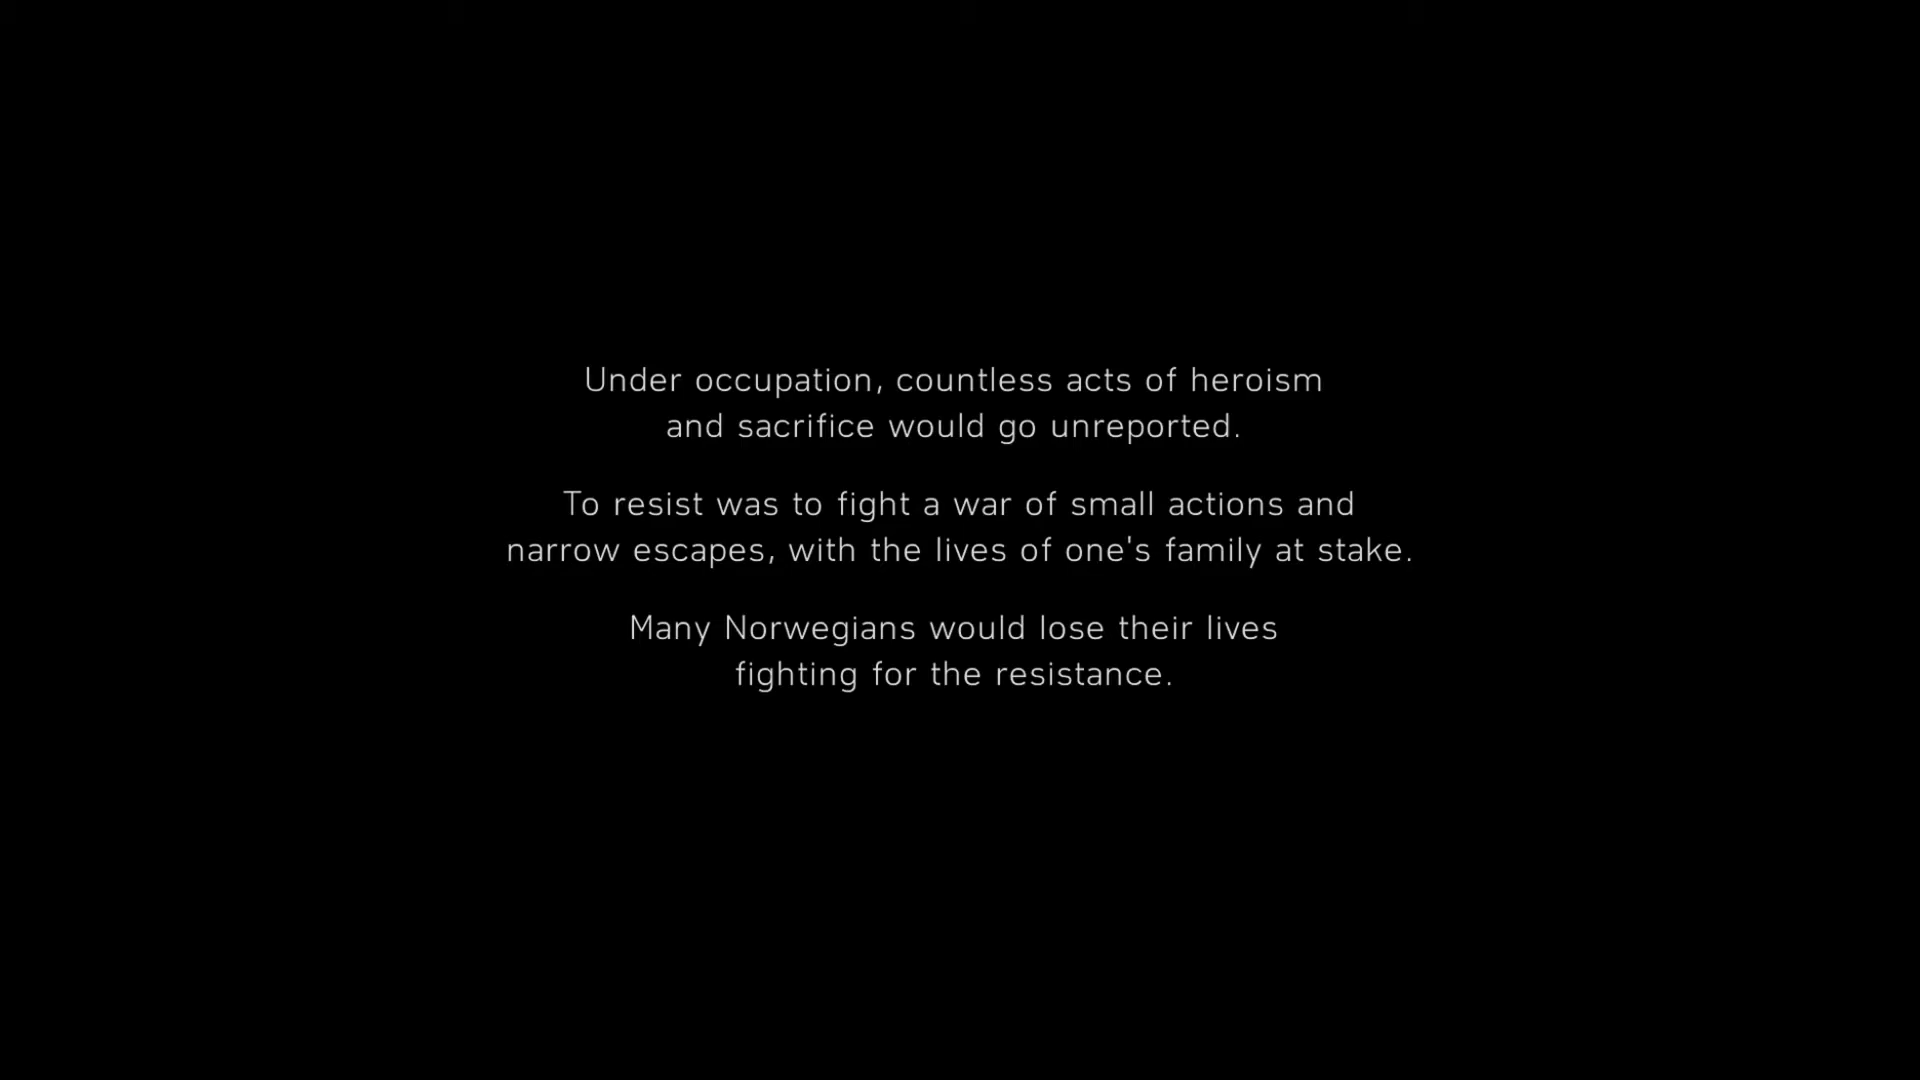 Under occupation, countless acts of heroism
and sacrifice would go unreported.
To resist was to fight a war of small actions and
narrow escapes, with the lives of one's family at stake.
Many Norwegians would lose their lives
fighting for the resistance.